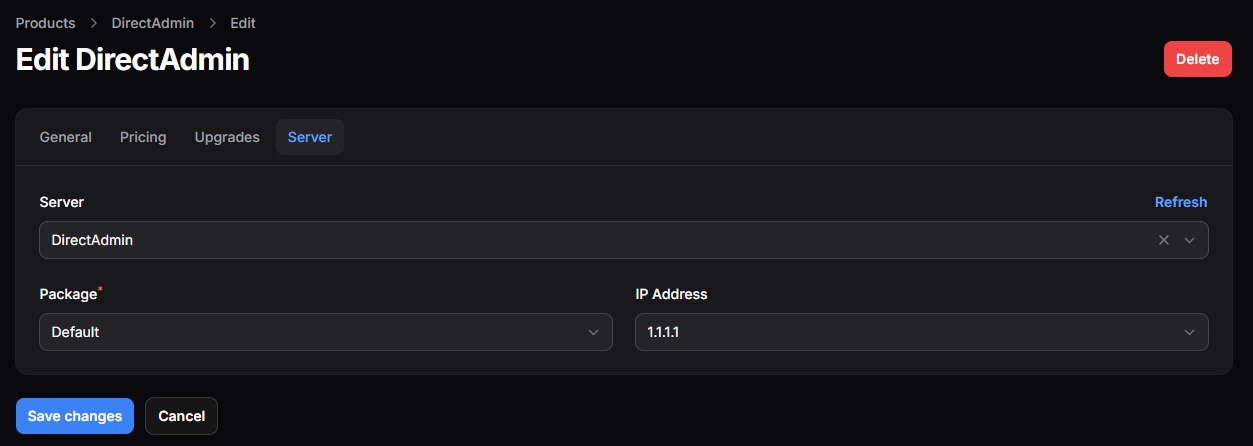 Products > DirectAdmin > Edit
Edit DirectAdmin
Delete
General Pricing Upgrades Server
Server
Refresh
DirectAdmin
Package*
IP Address
Default
1.1.1.1
Save changes
Cancel